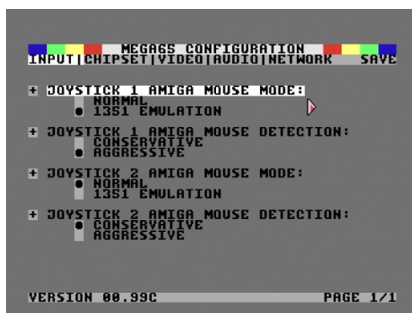 MEGA65 CONFIGURATION
INPUT|CHIPSET|VIDEO|AUDIO|NETWORK SAVE
+ JOYSTICK 1 AMIGA MOUSE MODE:
NORMAL
1351 EMULATION
+ JOYSTICK 1 AMIGA MOUSE DETECTION:
CONSERVATIVE
AGGRESSIVE
+ JOYSTICK 2 AMIGA MOUSE MODE:
NORMAL
1351 EMULATION
+ JOYSTICK 2 AMIGA MOUSE DETECTION:
CONSERVATIVE
AGGRESSIVE
VERSION 00.99C PAGE 1/1